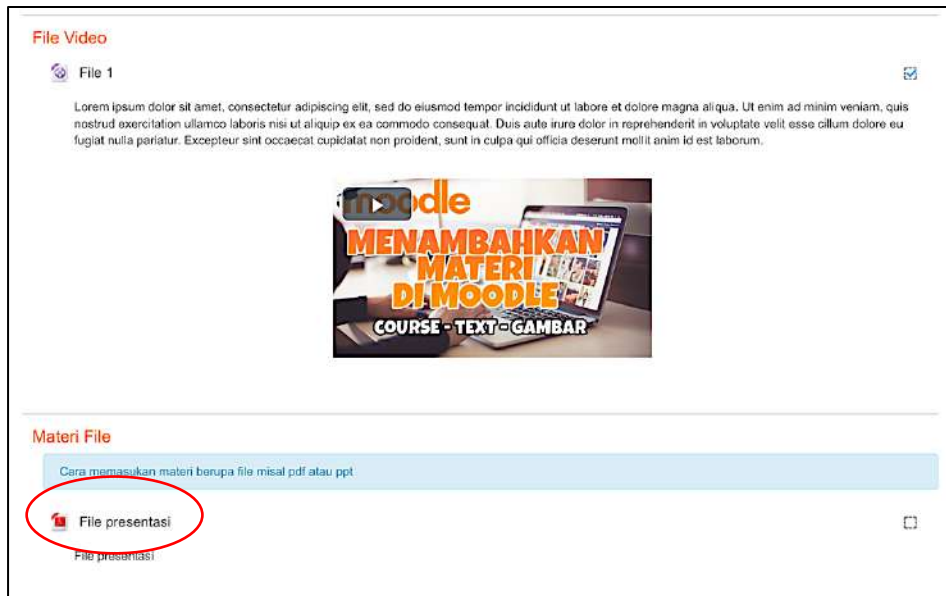 File Video
File 1
Lorem ipsum dolor sit amet, consectetur adipiscing elit, sed do eiusmod tempor incididunt ut labore et dolore magna aliqua. Ut enim ad minim veniam, quis
nostrud exercitation ullamco laboris nisi ut aliquip ex ea commodo consequat. Duis aute irure dolor in reprehenderit in voluptate velit esse cillum dolore eu
fugiat nulla pariatur. Excepteur sint occaecat cupidatat non proident, sunt in culpa qui officia deserunt mollit anim id est laborum.
moodle
MENAMBAHKAN
MATERI
DI MOODLE
COURSE - TEXT - GAMBAR
Materi File
Cara memasukan materi berupa file misal pdf atau ppt
File presentasi
File presentasi